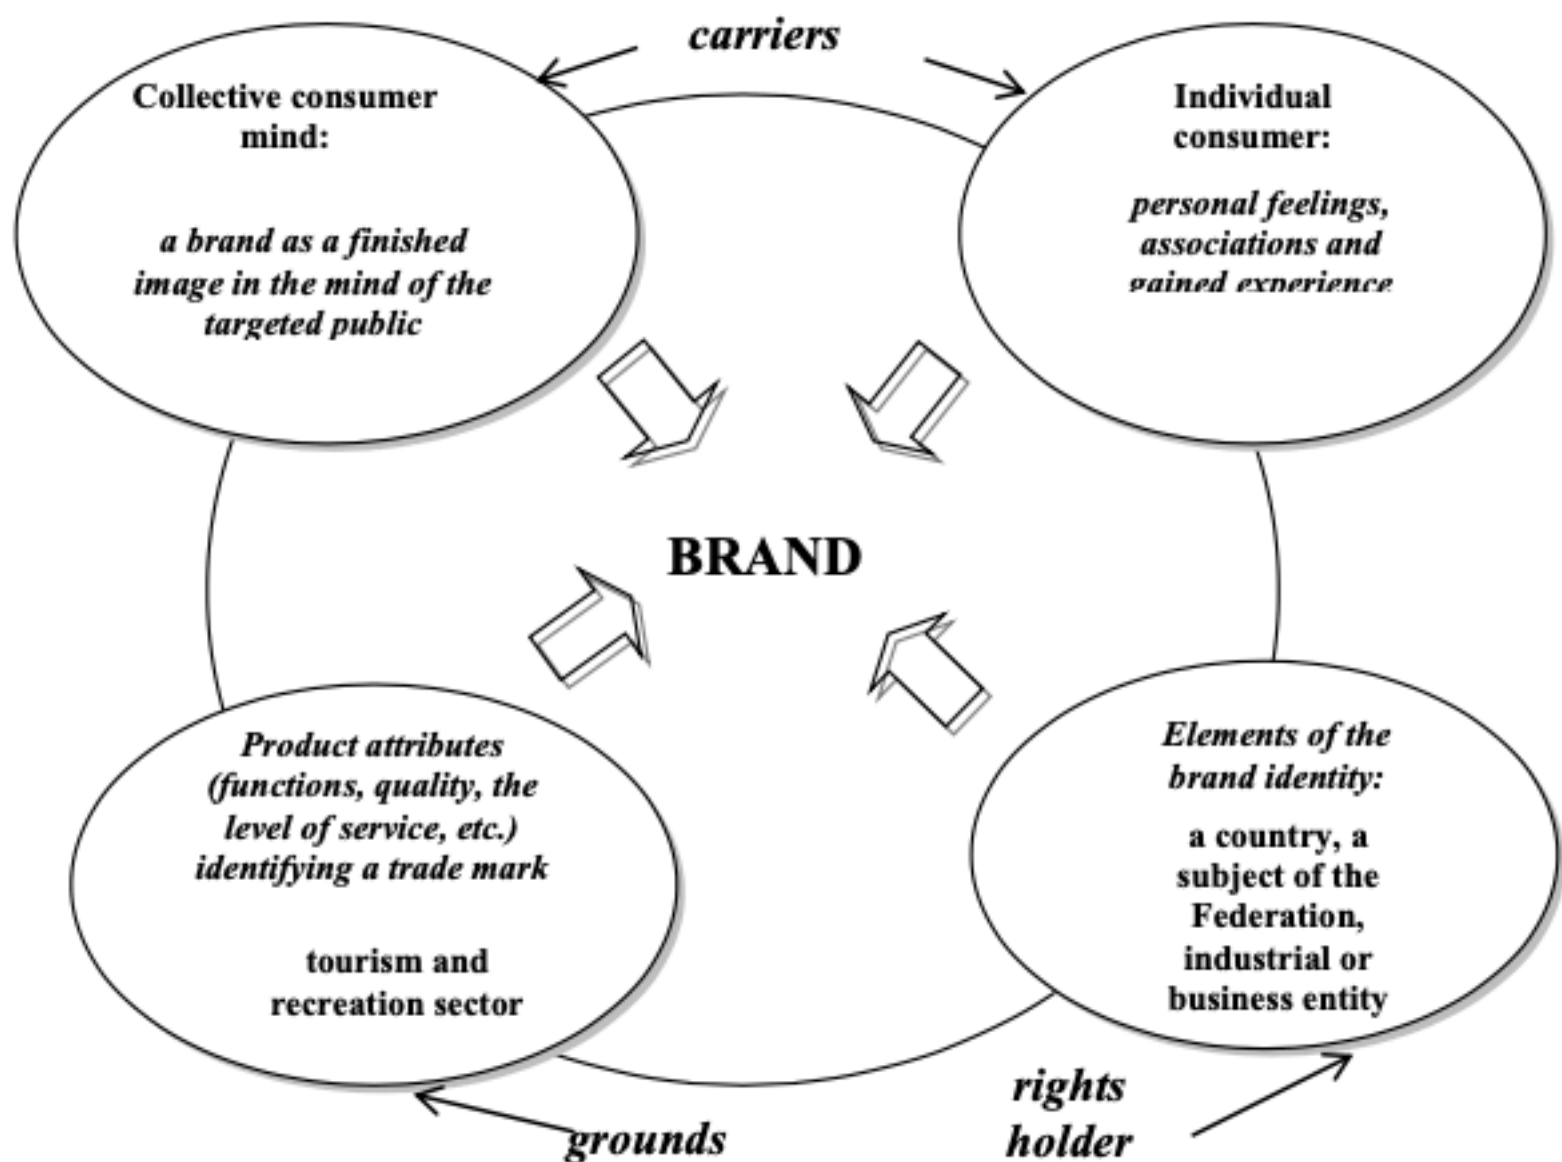 carriers
Collective consumer
mind:
a brand as a finished
image in the mind of the
targeted public
Individual
consumer:
personal feelings,
associations and
gained experience
BRAND
Product attributes
(functions, quality, the
level of service, etc.)
identifying a trade mark
tourism and
recreation sector
Elements of the
brand identity:
a country, a
subject of the
Federation,
industrial or
business entity
grounds
rights
holder